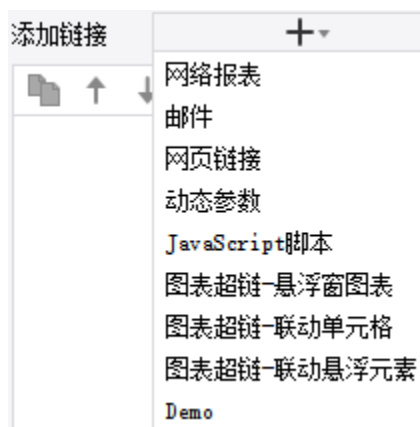 添加链接
网络报表
邮件
网页链接
动态参数
JavaScript脚本
图表超链-悬浮窗图表
图表超链-联动单元格
图表超链-联动悬浮元素
Demo